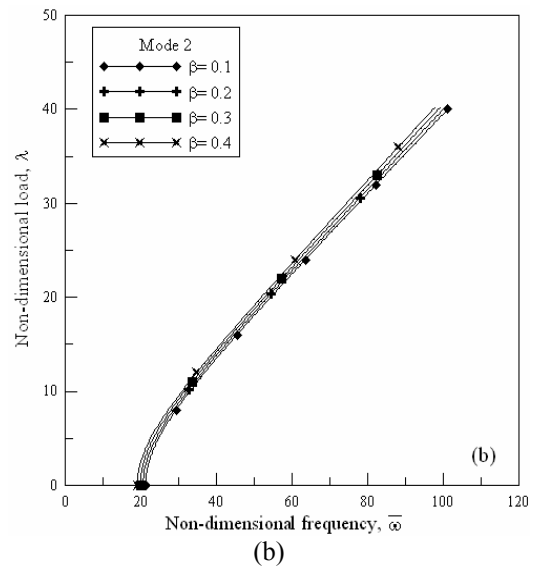 50
40
30
20
10
0
Non-dimensional load, λ
Mode 2
β= 0.1
β= 0.2
β= 0.3
β= 0.4
(b)
0 20 40 60 80 100 120
Non-dimensional frequency, ω̅
(b)